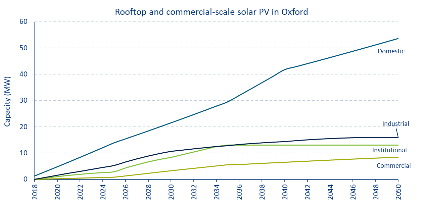 Rooftop and commercial-scale solar PV in Oxford
Capacity (MW)
60
50
40
30
20
10
0
Domestic
Industrial
Institutional
Commercial
2018 2020 2022 2024 2026 2028 2030 2032 2034 2036 2038 2040 2042 2044 2046 2048 2050